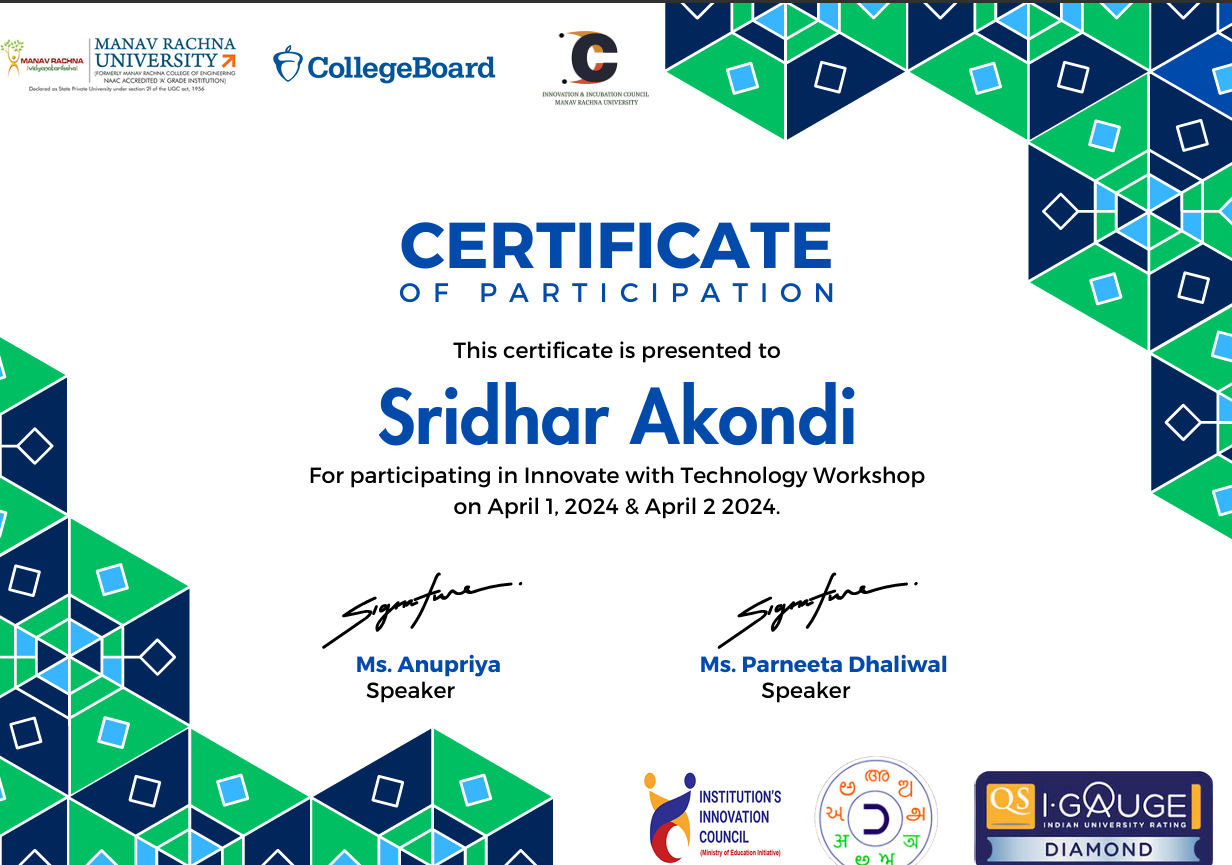 MANAV RACHNA
vidyanatariksha
MANAV RACHNA
UNIVERSITY
(FORMERLY MANAV RACHNA COLLEGE OF ENGINEERING
NAAC ACCREDITED 'A' GRADE INSTITUTION)
Declared as State Private University under section 2f of the UGC act, 1956
CollegeBoard
C
INNOVATION & INCUBATION COUNCIL
MANAV RACHNA UNIVERSITY
CERTIFICATE
OF PARTICIPATION
This certificate is presented to
Sridhar Akondi
For participating in Innovate with Technology Workshop
on April 1, 2024 & April 2 2024.
Signature Signature
Ms. Anupriya Ms. Parneeta Dhaliwal
Speaker Speaker
INSTITUTION'S
INNOVATION
COUNCIL
(Ministry of Education Initiative)
QS I·GAUGE
INDIAN UNIVERSITY RATING
DIAMOND